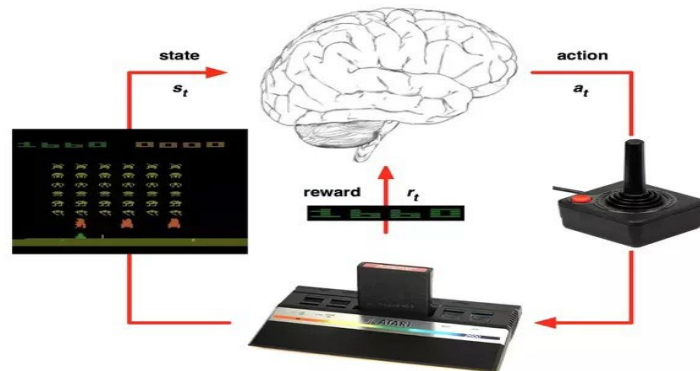 state
s_t
action
a_t
1660 0000
reward r_t
1660
ATARI